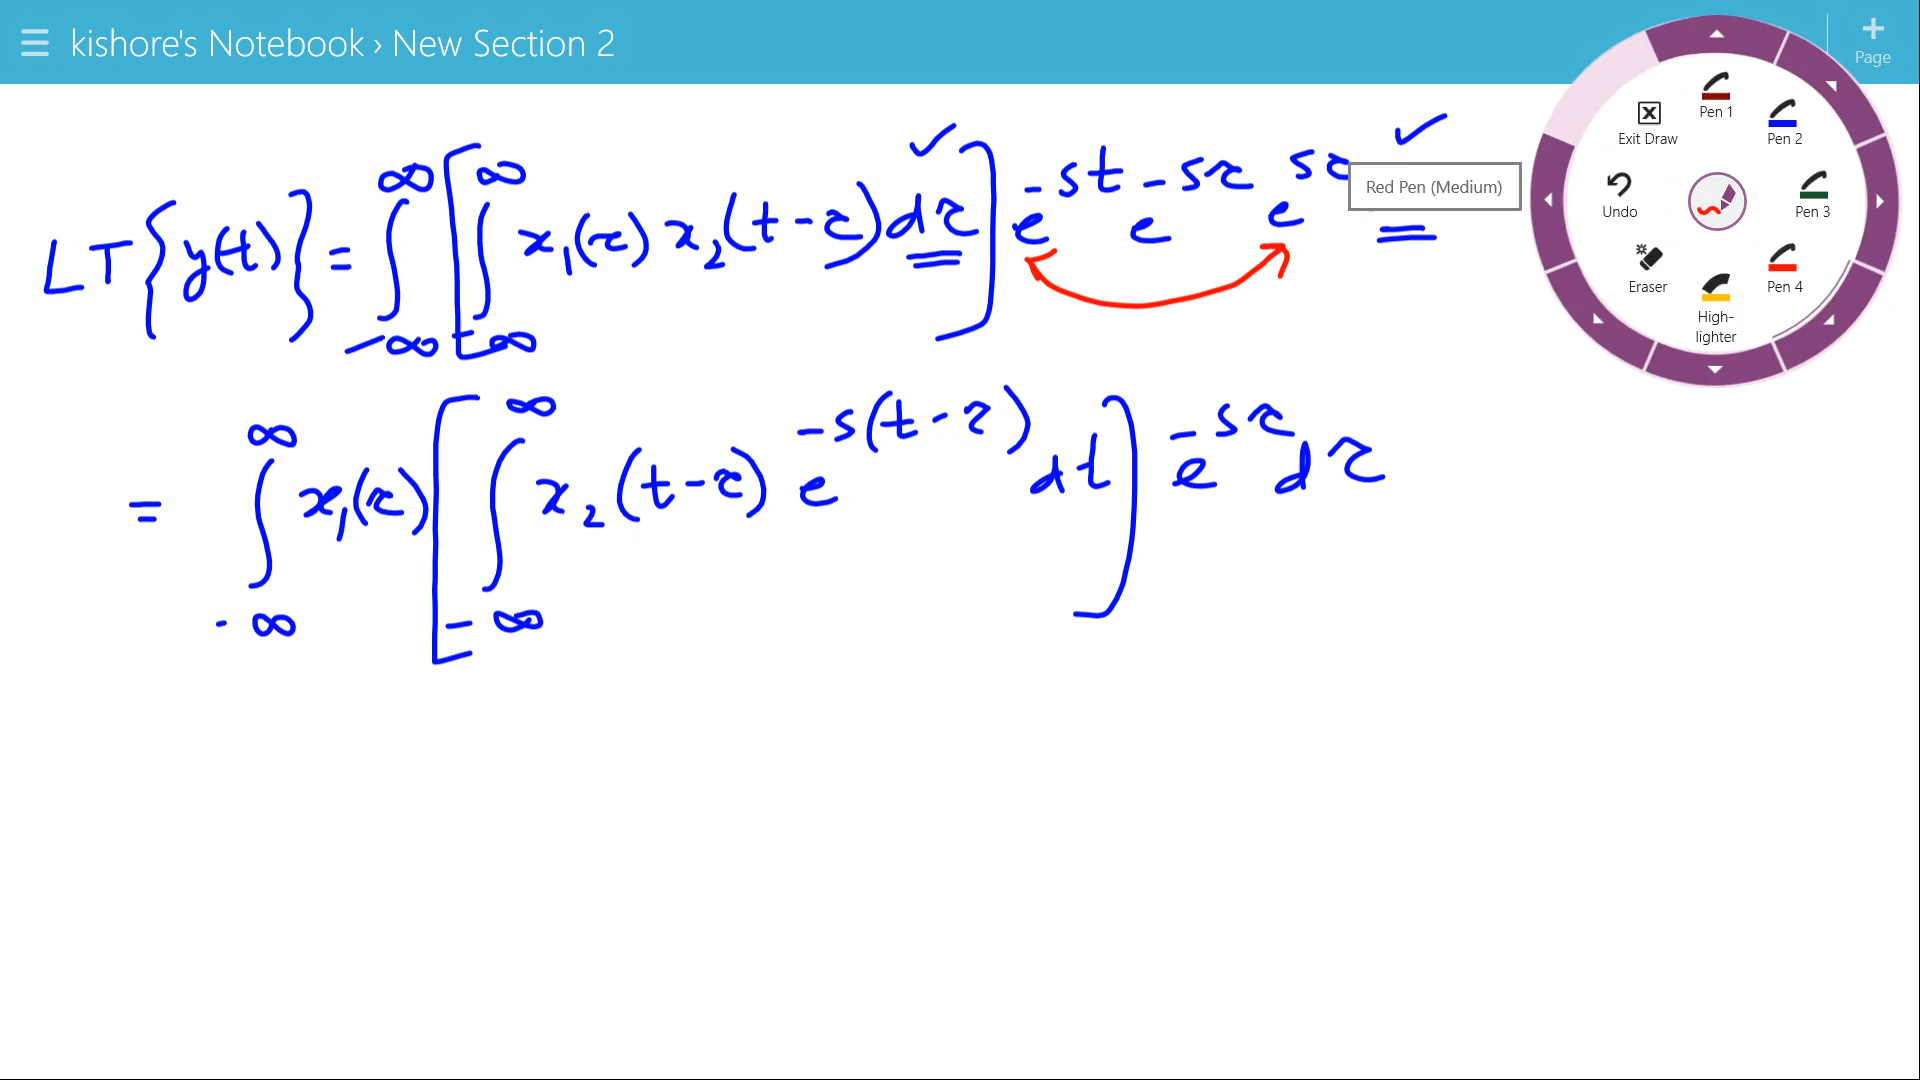 kishore's Notebook › New Section 2
Page
Exit Draw
Pen 1
Pen 2
Undo
Pen 3
Eraser
Pen 4
High-
lighter
Red Pen (Medium)
LT{y(t)} = ∫_{-∞}^{∞} [∫_{-∞}^{∞} x₁(τ) x₂(t-τ) dτ] e^{-st} e^{-sτ} e^{sτ}
= ∫_{-∞}^{∞} x₁(τ) [∫_{-∞}^{∞} x₂(t-τ) e^{-s(t-τ)} dt] e^{-sτ} dτ